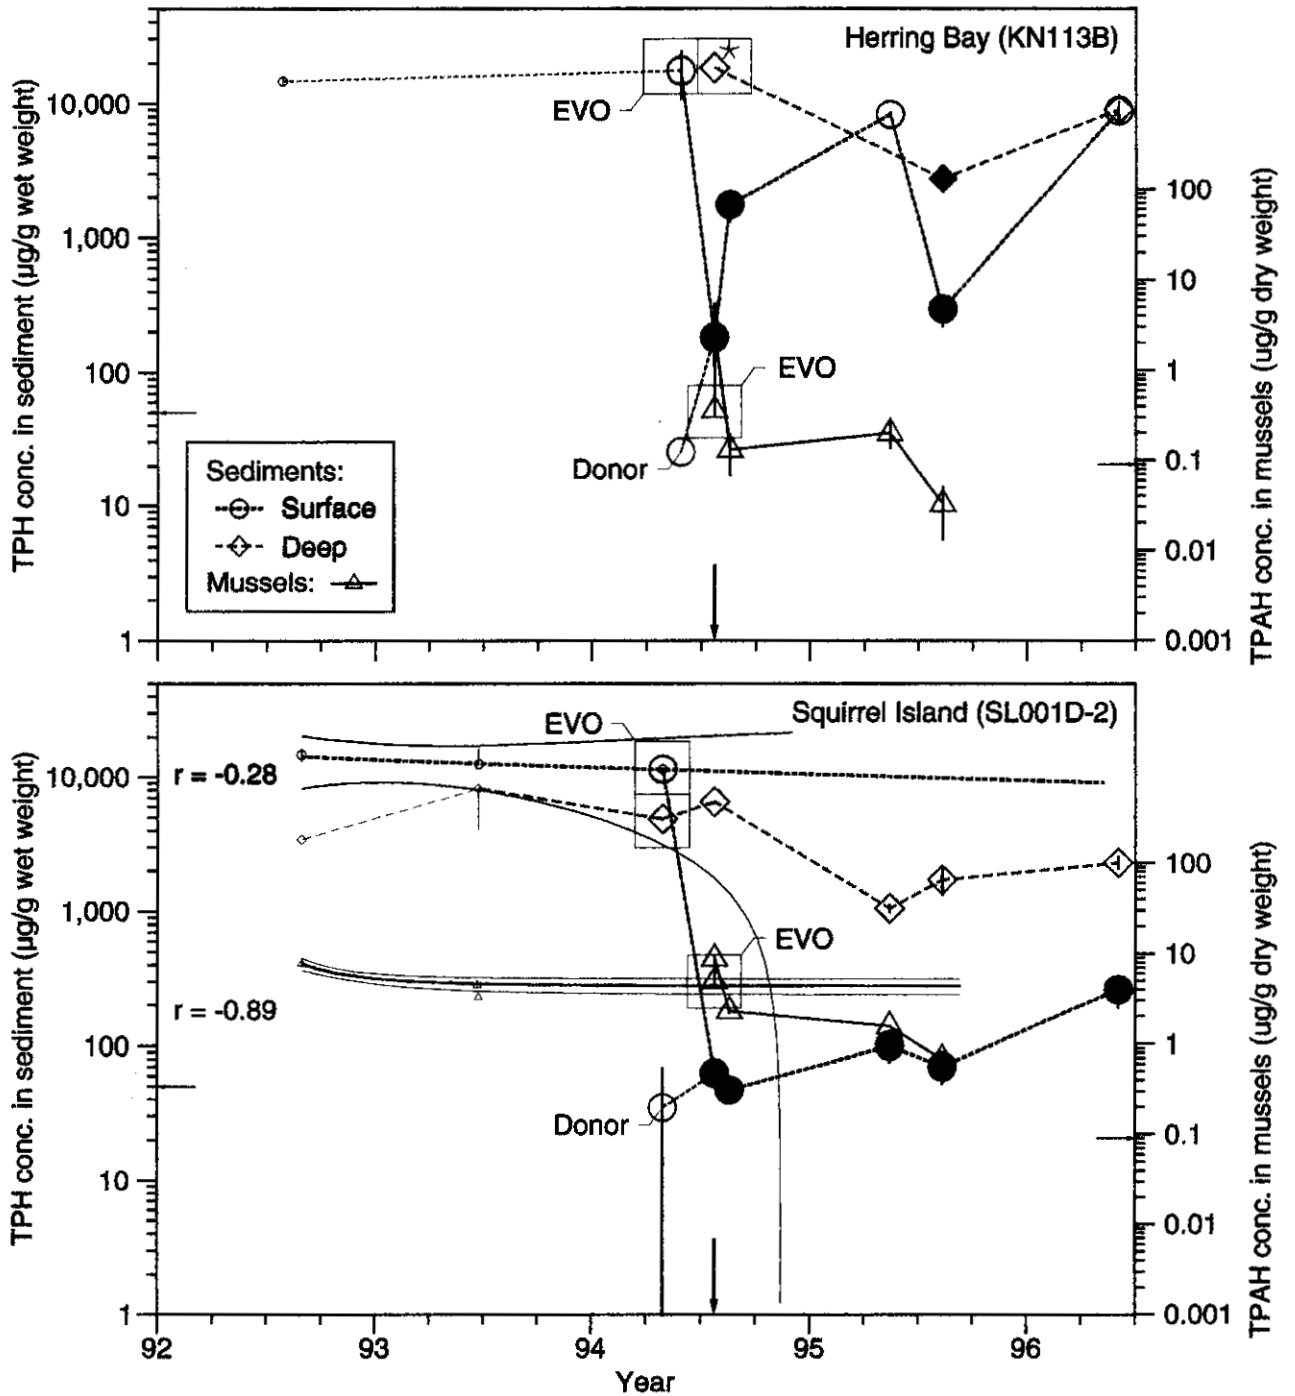 Herring Bay (KN113B)
TPH conc. in sediment (µg/g wet weight)
10,000
1,000
100
10
1
EVO
EVO
Donor
Sediments:
Surface
Deep
Mussels:
100
10
1
0.1
0.01
0.001
TPAH conc. in mussels (ug/g dry weight)
Squirrel Island (SL001D-2)
TPH conc. in sediment (µg/g wet weight)
10,000
1,000
100
10
1
EVO
r = -0.28
EVO
r = -0.89
Donor
100
10
1
0.1
0.01
0.001
TPAH conc. in mussels (ug/g dry weight)
92 93 94 95 96
Year